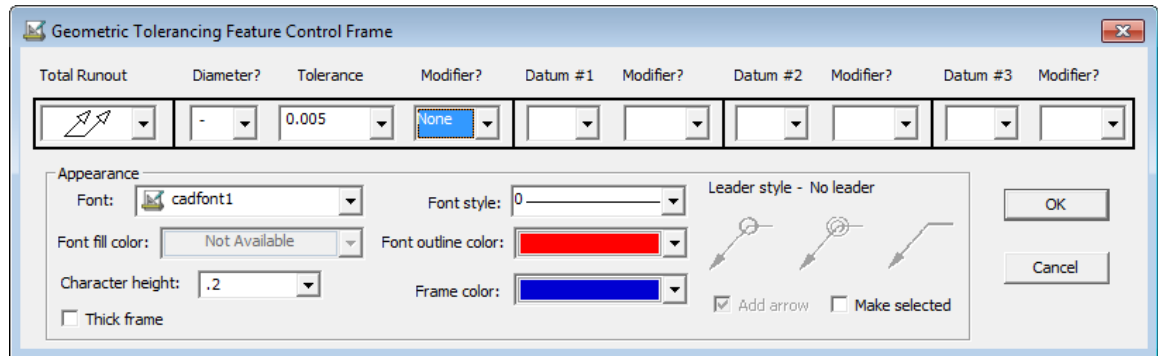 Geometric Tolerancing Feature Control Frame
Total Runout Diameter? Tolerance Modifier? Datum #1 Modifier? Datum #2 Modifier? Datum #3 Modifier?
- 0.005 None
Appearance
Font: cadfont1 Font style: 0 Leader style - No leader OK
Font fill color: Not Available Font outline color:
Character height: .2 Frame color: Cancel
Add arrow Make selected
Thick frame